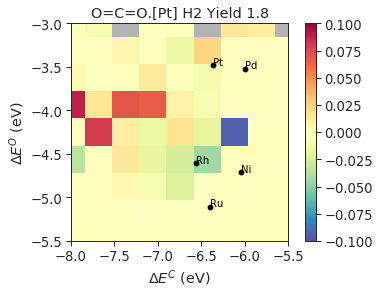 O=C=O.[Pt] H2 Yield 1.8
−3.0
−3.5
−4.0
−4.5
−5.0
−5.5
ΔE^O (eV)
Pt
Pd
Rh
Ni
Ru
−8.0 −7.5 −7.0 −6.5 −6.0 −5.5
ΔE^C (eV)
0.100
0.075
0.050
0.025
0.000
−0.025
−0.050
−0.075
−0.100